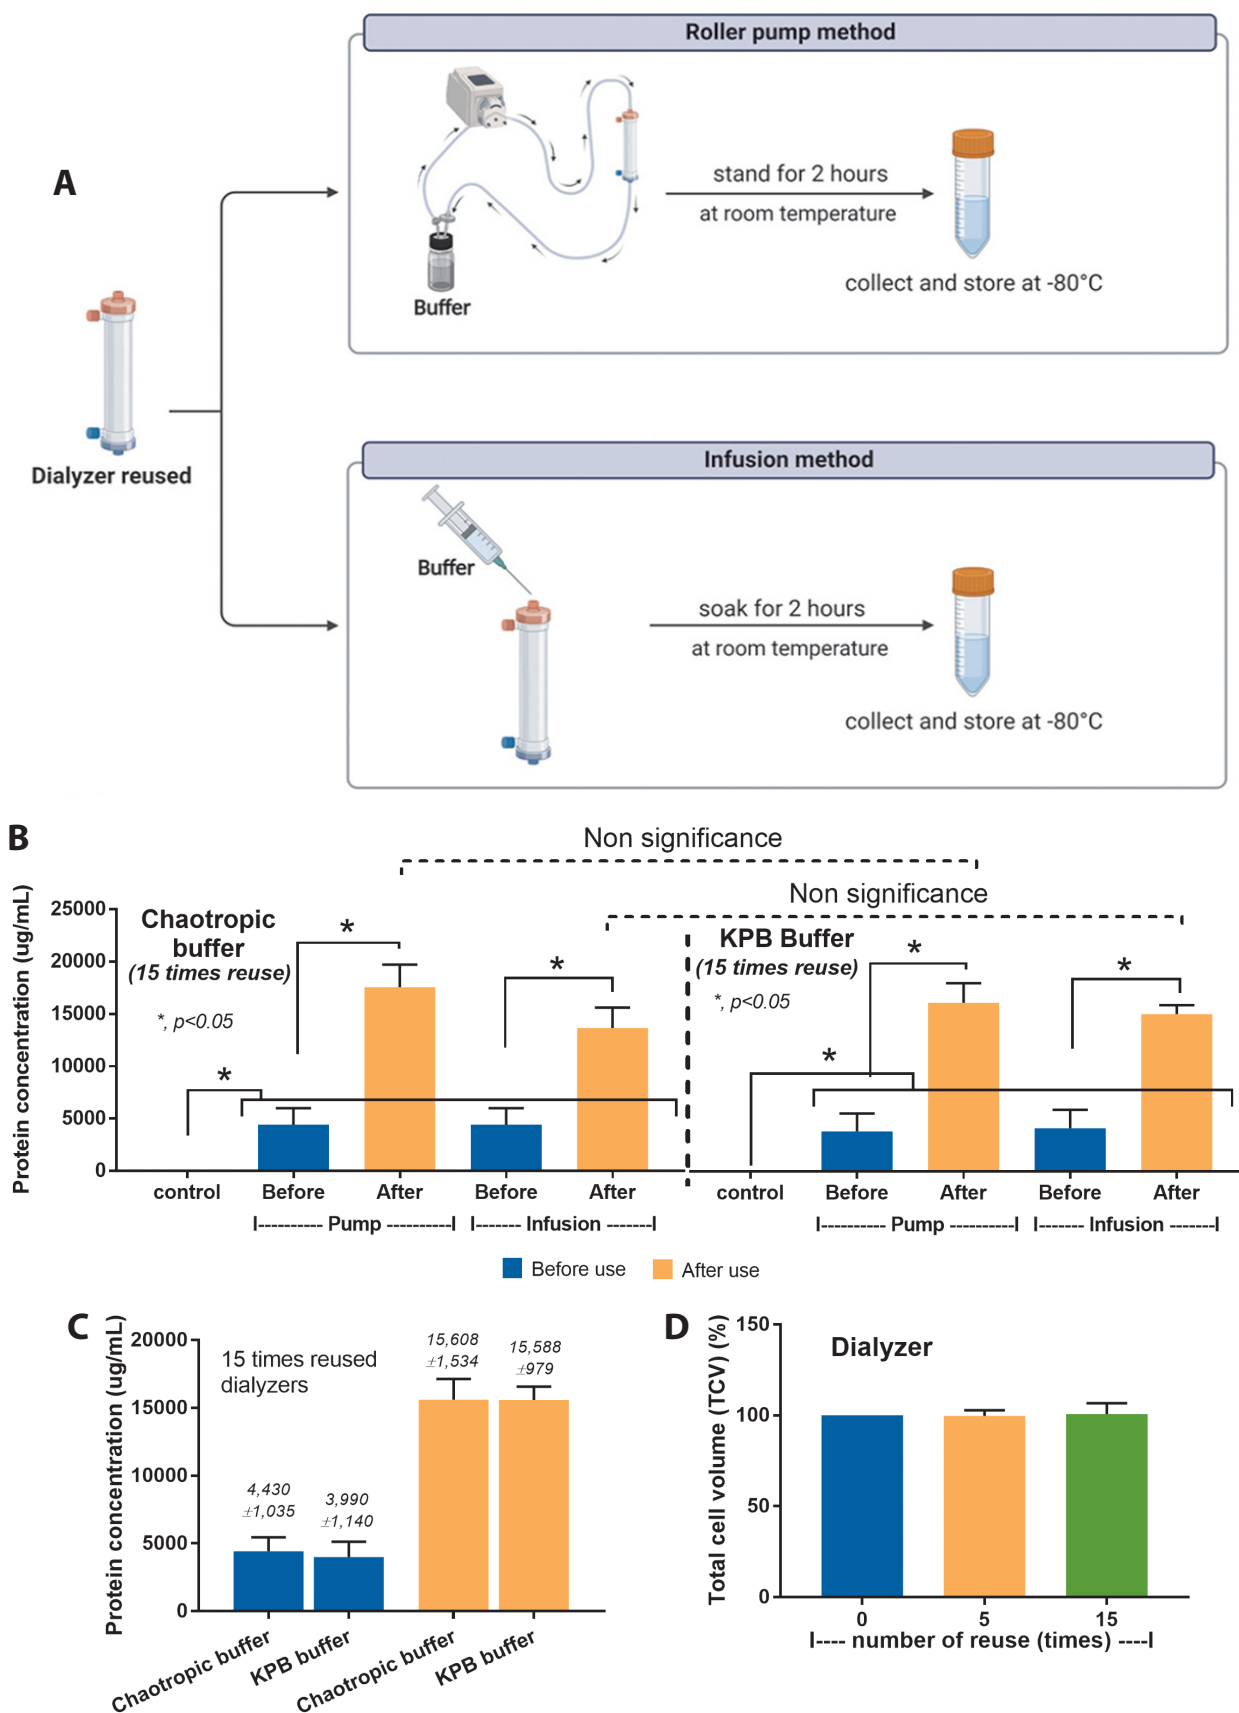 A
Roller pump method
stand for 2 hours
at room temperature
collect and store at -80°C
Buffer
Dialyzer reused
Infusion method
Buffer
soak for 2 hours
at room temperature
collect and store at -80°C
B
Non significance
Non significance
Protein concentration (ug/mL)
25000
20000
15000
10000
5000
0
Chaotropic
buffer
(15 times reuse)
*, p<0.05
*
*
*
KPB Buffer
(15 times reuse)
*, p<0.05
*
*
*
control
Before
After
Before
After
control
Before
After
Before
After
I---------- Pump ----------I
I------- Infusion -------I
I---------- Pump ----------I
I------- Infusion -------I
Before use
After use
C
Protein concentration (ug/mL)
20000
15000
10000
5000
0
15 times reused
dialyzers
4,430
±1,035
3,990
±1,140
15,608
±1,534
15,588
±979
Chaotropic buffer
KPB buffer
Chaotropic buffer
KPB buffer
D
Total cell volume (TCV) (%)
150
100
50
0
Dialyzer
0
5
15
I---- number of reuse (times) ----I